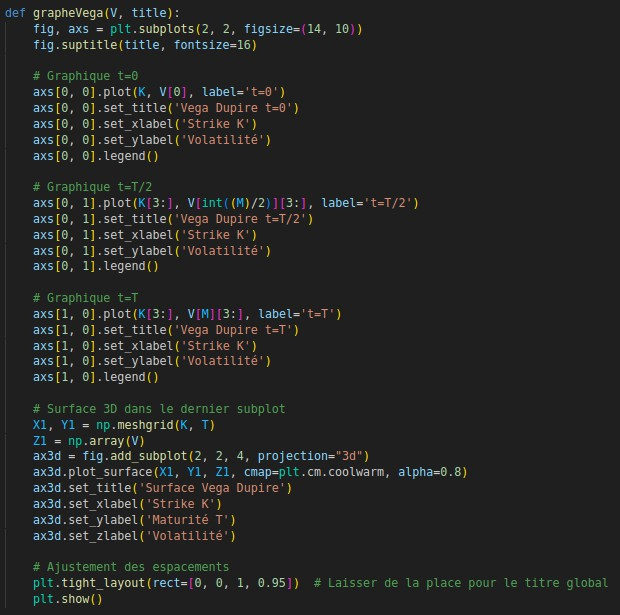 def grapheVega(V, title):
    fig, axs = plt.subplots(2, 2, figsize=(14, 10))
    fig.suptitle(title, fontsize=16)

    # Graphique t=0
    axs[0, 0].plot(K, V[0], label='t=0')
    axs[0, 0].set_title('Vega Dupire t=0')
    axs[0, 0].set_xlabel('Strike K')
    axs[0, 0].set_ylabel('Volatilité')
    axs[0, 0].legend()

    # Graphique t=T/2
    axs[0, 1].plot(K[3:], V[int((M)/2)][3:], label='t=T/2')
    axs[0, 1].set_title('Vega Dupire t=T/2')
    axs[0, 1].set_xlabel('Strike K')
    axs[0, 1].set_ylabel('Volatilité')
    axs[0, 1].legend()

    # Graphique t=T
    axs[1, 0].plot(K[3:], V[M][3:], label='t=T')
    axs[1, 0].set_title('Vega Dupire t=T')
    axs[1, 0].set_xlabel('Strike K')
    axs[1, 0].set_ylabel('Volatilité')
    axs[1, 0].legend()

    # Surface 3D dans le dernier subplot
    X1, Y1 = np.meshgrid(K, T)
    Z1 = np.array(V)
    ax3d = fig.add_subplot(2, 2, 4, projection="3d")
    ax3d.plot_surface(X1, Y1, Z1, cmap=plt.cm.coolwarm, alpha=0.8)
    ax3d.set_title('Surface Vega Dupire')
    ax3d.set_xlabel('Strike K')
    ax3d.set_ylabel('Maturité T')
    ax3d.set_zlabel('Volatilité')

    # Ajustement des espacements
    plt.tight_layout(rect=[0, 0, 1, 0.95])  # Laisser de la place pour le titre global
    plt.show()